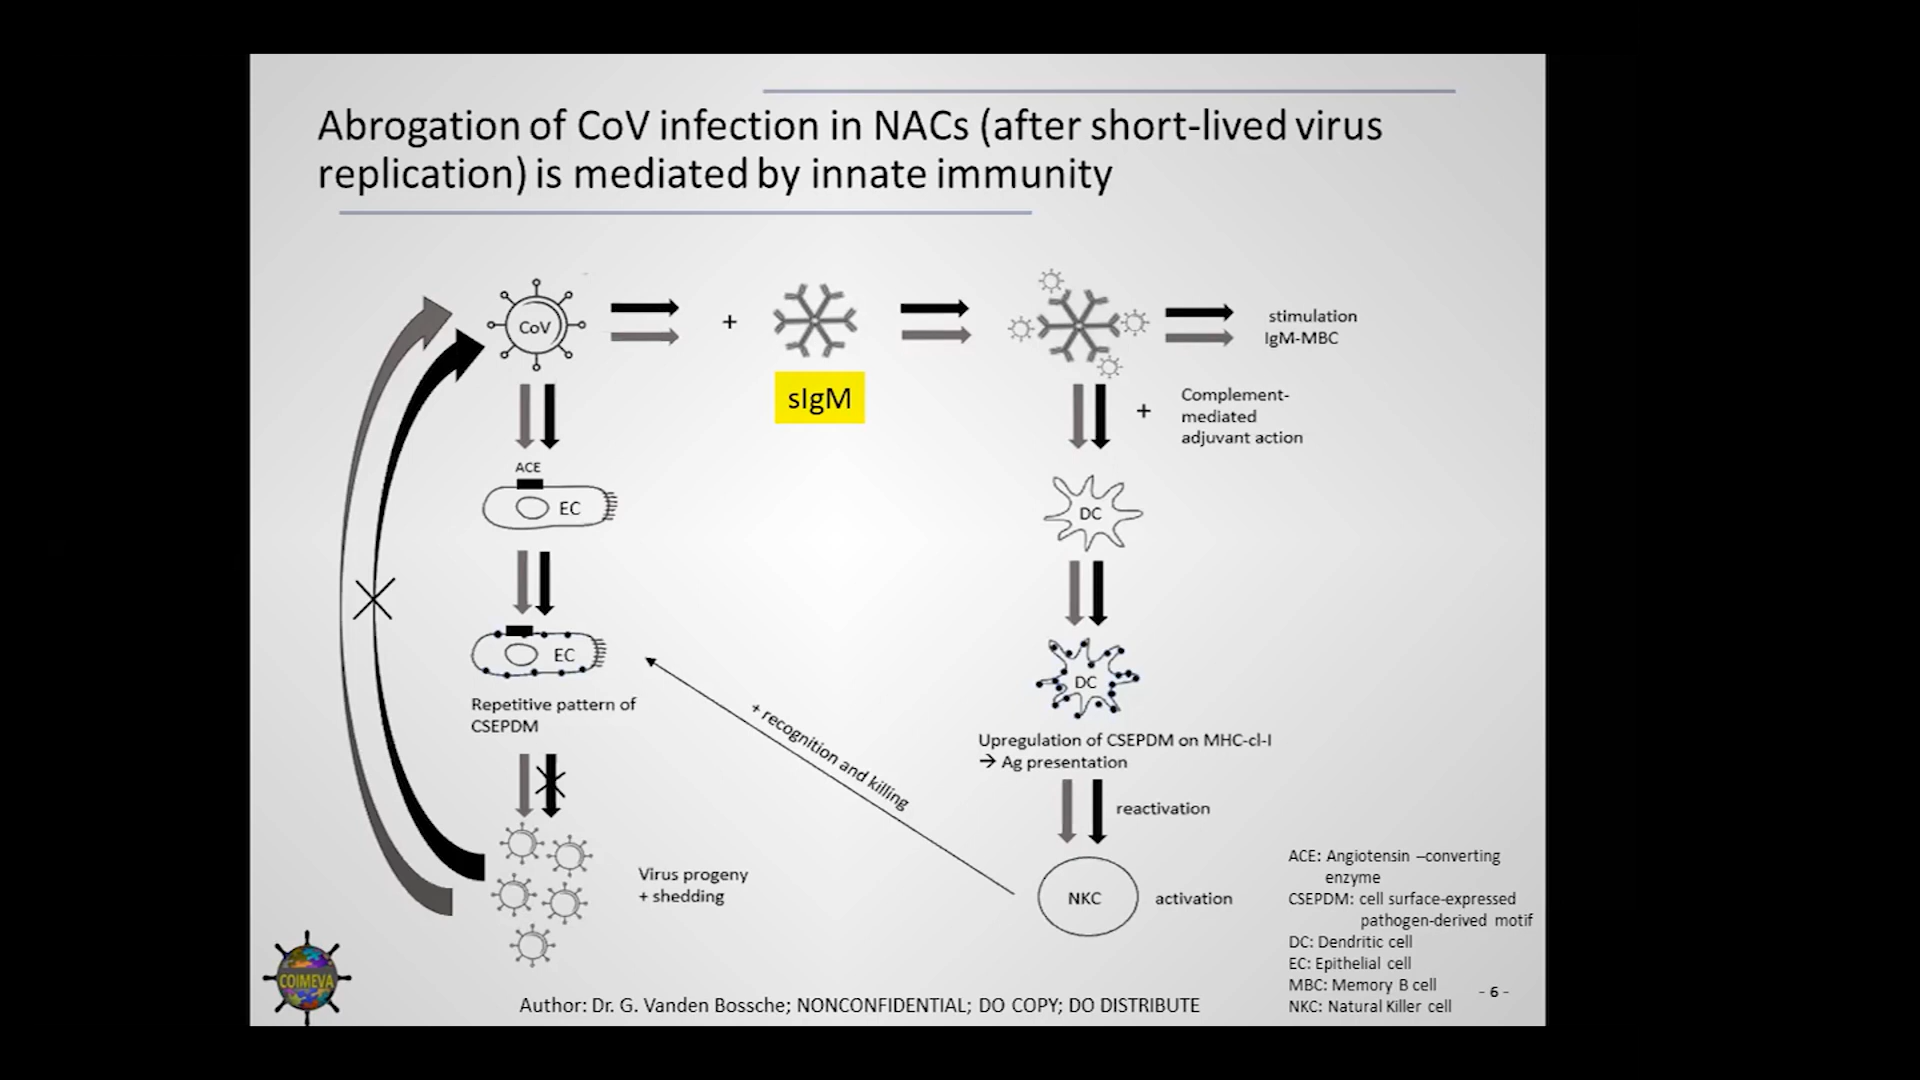 Abrogation of CoV infection in NACs (after short-lived virus
replication) is mediated by innate immunity
CoV
+
sIgM
stimulation
IgM-MBC
+
Complement-
mediated
adjuvant action
ACE
EC
DC
EC
Repetitive pattern of
CSEPDM
DC
Upregulation of CSEPDM on MHC-cl-I
→ Ag presentation
+ recognition and killing
reactivation
Virus progeny
+ shedding
NKC
activation
ACE: Angiotensin –converting
enzyme
CSEPDM: cell surface-expressed
pathogen-derived motif
DC: Dendritic cell
EC: Epithelial cell
MBC: Memory B cell
NKC: Natural Killer cell
- 6 -
COIMEVA
Author: Dr. G. Vanden Bossche; NONCONFIDENTIAL; DO COPY; DO DISTRIBUTE